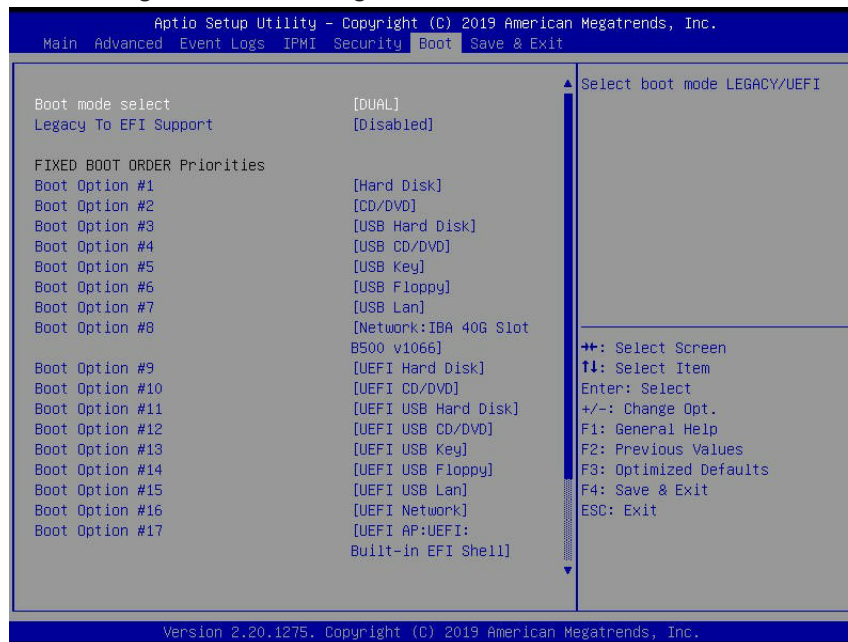 Aptio Setup Utility – Copyright (C) 2019 American Megatrends, Inc.
Main Advanced Event Logs IPMI Security Boot Save & Exit
Boot mode select [DUAL]
Legacy To EFI Support [Disabled]
FIXED BOOT ORDER Priorities
Boot Option #1 [Hard Disk]
Boot Option #2 [CD/DVD]
Boot Option #3 [USB Hard Disk]
Boot Option #4 [USB CD/DVD]
Boot Option #5 [USB Key]
Boot Option #6 [USB Floppy]
Boot Option #7 [USB Lan]
Boot Option #8 [Network:IBA 40G Slot
B500 v1066]
Boot Option #9 [UEFI Hard Disk]
Boot Option #10 [UEFI CD/DVD]
Boot Option #11 [UEFI USB Hard Disk]
Boot Option #12 [UEFI USB CD/DVD]
Boot Option #13 [UEFI USB Key]
Boot Option #14 [UEFI USB Floppy]
Boot Option #15 [UEFI USB Lan]
Boot Option #16 [UEFI Network]
Boot Option #17 [UEFI AP:UEFI:
Built-in EFI Shell]
Select boot mode LEGACY/UEFI
→←: Select Screen
↑↓: Select Item
Enter: Select
+/-: Change Opt.
F1: General Help
F2: Previous Values
F3: Optimized Defaults
F4: Save & Exit
ESC: Exit
Version 2.20.1275. Copyright (C) 2019 American Megatrends, Inc.